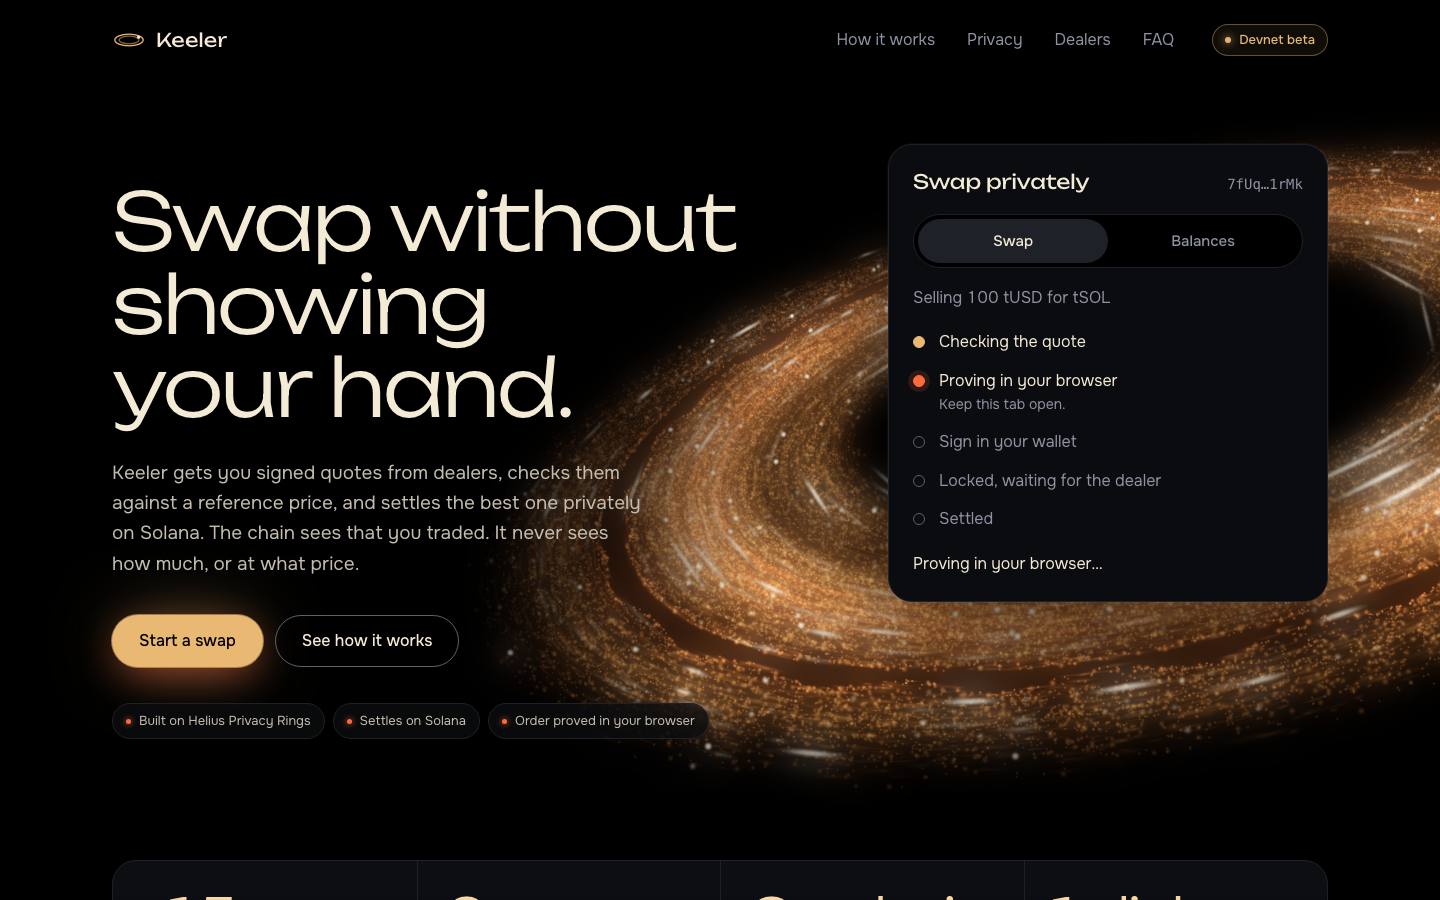 Keeler
How it works
Privacy
Dealers
FAQ
Devnet beta
Swap without
showing
your hand.
Keeler gets you signed quotes from dealers, checks them
against a reference price, and settles the best one privately
on Solana. The chain sees that you traded. It never sees
how much, or at what price.
Start a swap
See how it works
Built on Helius Privacy Rings
Settles on Solana
Order proved in your browser
Swap privately
7fUq…1rMk
Swap
Balances
Selling 100 tUSD for tSOL
Checking the quote
Proving in your browser
Keep this tab open.
Sign in your wallet
Locked, waiting for the dealer
Settled
Proving in your browser…